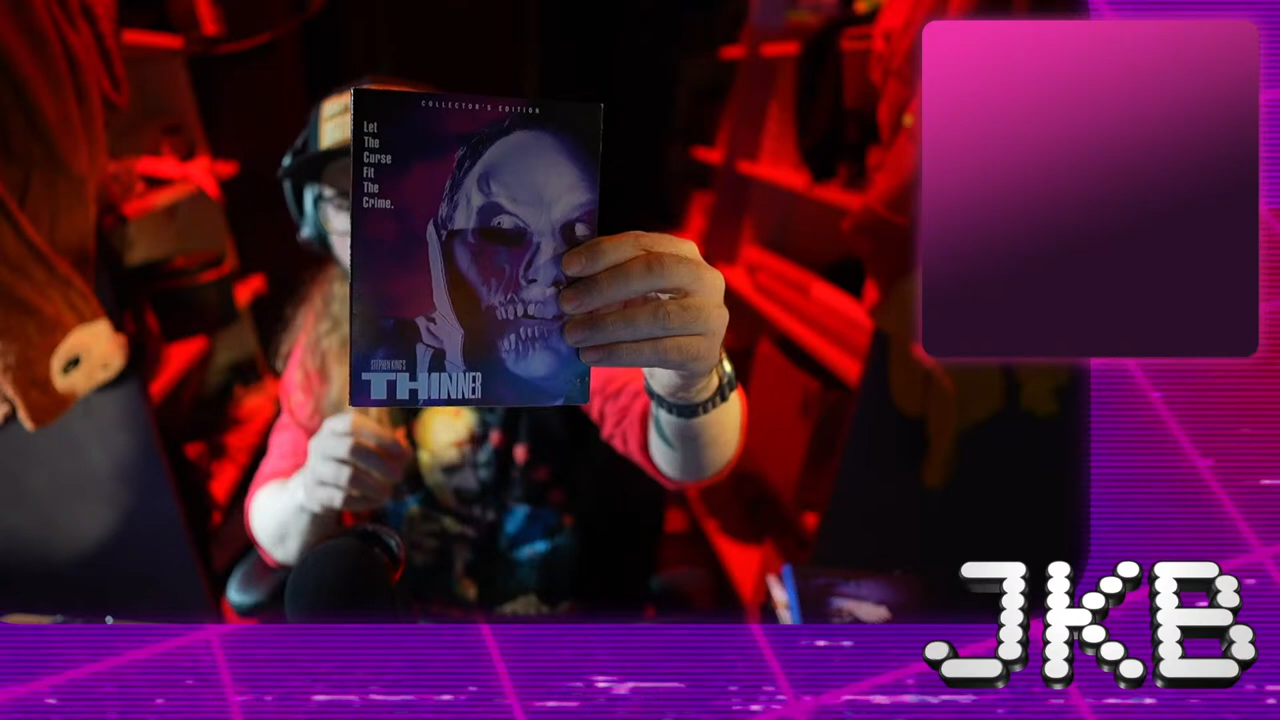 COLLECTOR'S EDITION
Let
The
Curse
Fit
The
Crime.
STEPHEN KING'S
THINNER
JKB